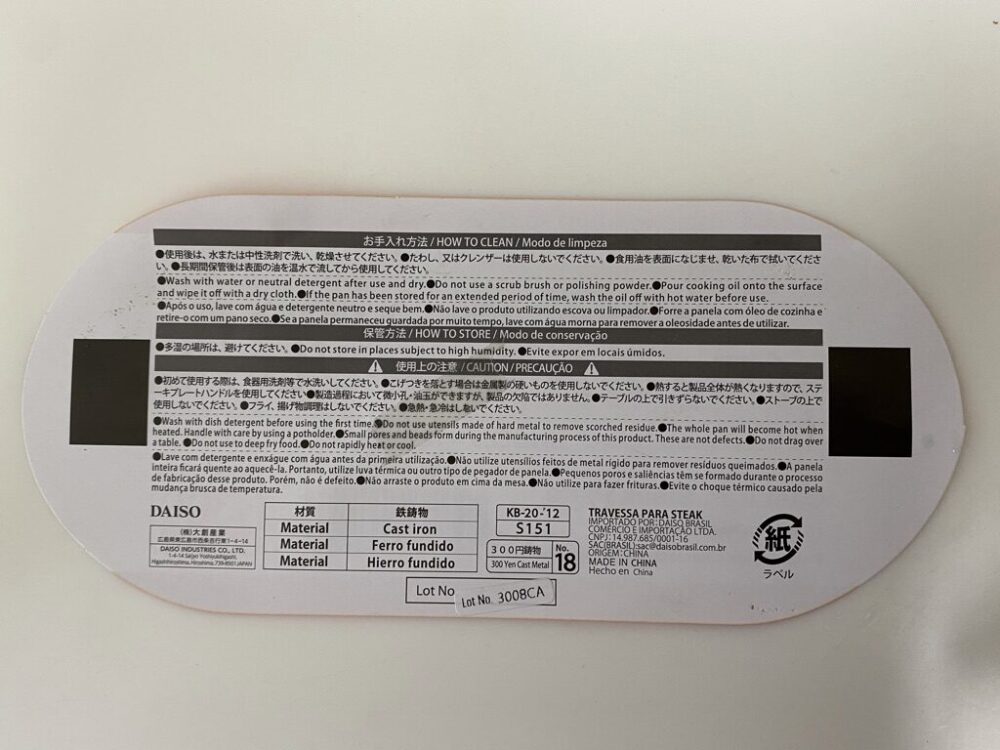 お手入れ方法 / HOW TO CLEAN / Modo de limpeza
●使用後は、水または中性洗剤で洗い、乾燥させてください。●たわし、又はクレンザーは使用しないでください。●食用油を表面になじませ、乾いた布で拭いてくださ
い。●長期間保管後は表面の油を温水で流してから使用してください。
●Wash with water or neutral detergent after use and dry.●Do not use a scrub brush or polishing powder.●Pour cooking oil onto the surface
and wipe it off with a dry cloth.●If the pan has been stored for an extended period of time, wash the oil off with hot water before use.
●Após o uso, lave com água e detergente neutro e seque bem.●Não lave o produto utilizando escova ou limpador.●Forre a panela com óleo de cozinha e
retire-o com um pano seco.●Se a panela permaneceu guardada por muito tempo, lave com água morna para remover a oleosidade antes de utilizar.
保管方法 / HOW TO STORE / Modo de conservação
●多湿の場所は、避けてください。●Do not store in places subject to high humidity.●Evite expor em locais úmidos.
使用上の注意 / CAUTION / PRECAUÇÃO
●初めて使用する際は、食器用洗剤等で水洗いしてください。●こげつきを落とす場合は金属製の硬いものを使用しないでください。●熱すると製品全体が熱くなりますので、ステ
ーキプレートハンドルを使用してください●製造過程において微小孔・油玉ができますが、製品の欠陥ではありません。●テーブルの上で引きずらないでください。●ストーブの上で
使用しないでください。●フライ、揚げ物調理はしないでください。●急熱・急冷はしないでください。
●Wash with dish detergent before using the first time.●Do not use utensils made of hard metal to remove scorched residue.●The whole pan will become hot when
heated. Handle with care by using a potholder.●Small pores and beads form during the manufacturing process of this product. These are not defects.●Do not drag over
a table. ●Do not use to deep fry food.●Do not rapidly heat or cool.
●Lave com detergente e enxágue com água antes da primeira utilização.●Não utilize utensílios feitos de metal rígido para remover resíduos queimados.●A panela
inteira ficará quente ao aquecê-la. Portanto, utilize luva térmica ou outro tipo de pegador de panela.●Pequenos poros e saliências têm se formado durante o processo
de fabricação desse produto. Porém, não é defeito.●Não arraste o produto em cima da mesa.●Não utilize para fazer frituras.●Evite o choque térmico causado pela
mudança brusca de temperatura.
DAISO
(株)大創産業
広島県東広島市西条吉行東1-4-14
DAISO INDUSTRIES CO., LTD.
1-4-14 Saijo Yoshiyukihigashi,
Higashihiroshima, Hiroshima, 739-8501 JAPAN
材質 鉄鋳物
Material Cast iron
Material Ferro fundido
Material Hierro fundido
KB-20-'12
S151
300円鋳物
300 Yen Cast Metal
No.
18
TRAVESSA PARA STEAK
IMPORTADO POR: DAISO BRASIL
COMÉRCIO E IMPORTAÇÃO LTDA.
CNPJ: 14.987.685/0001-16
SAC(BRASIL):sac@daisobrasil.com.br
ORIGEM: CHINA
MADE IN CHINA
Hecho en China
紙
ラベル
Lot No
Lot No. 3008CA